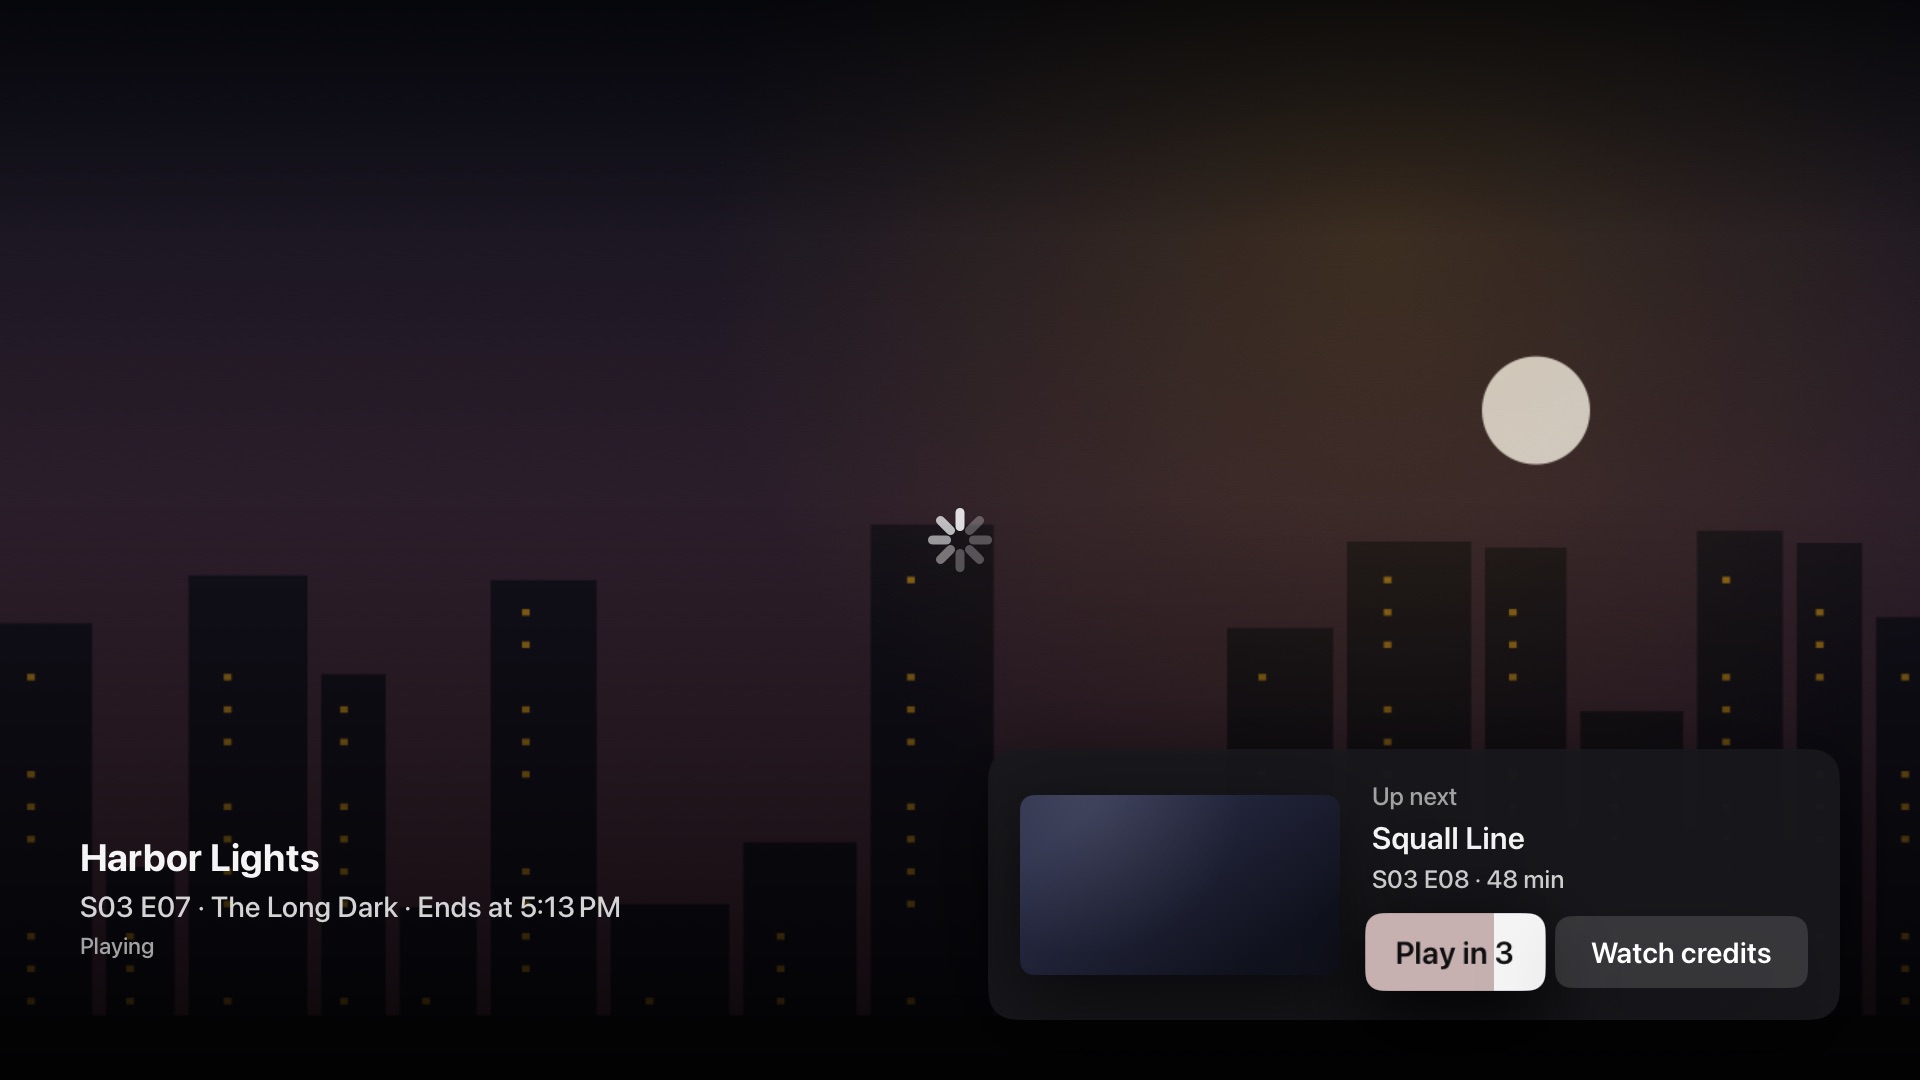 Harbor Lights
S03 E07 · The Long Dark · Ends at 5:13 PM
Playing
Up next
Squall Line
S03 E08 · 48 min
Play in 3
Watch credits